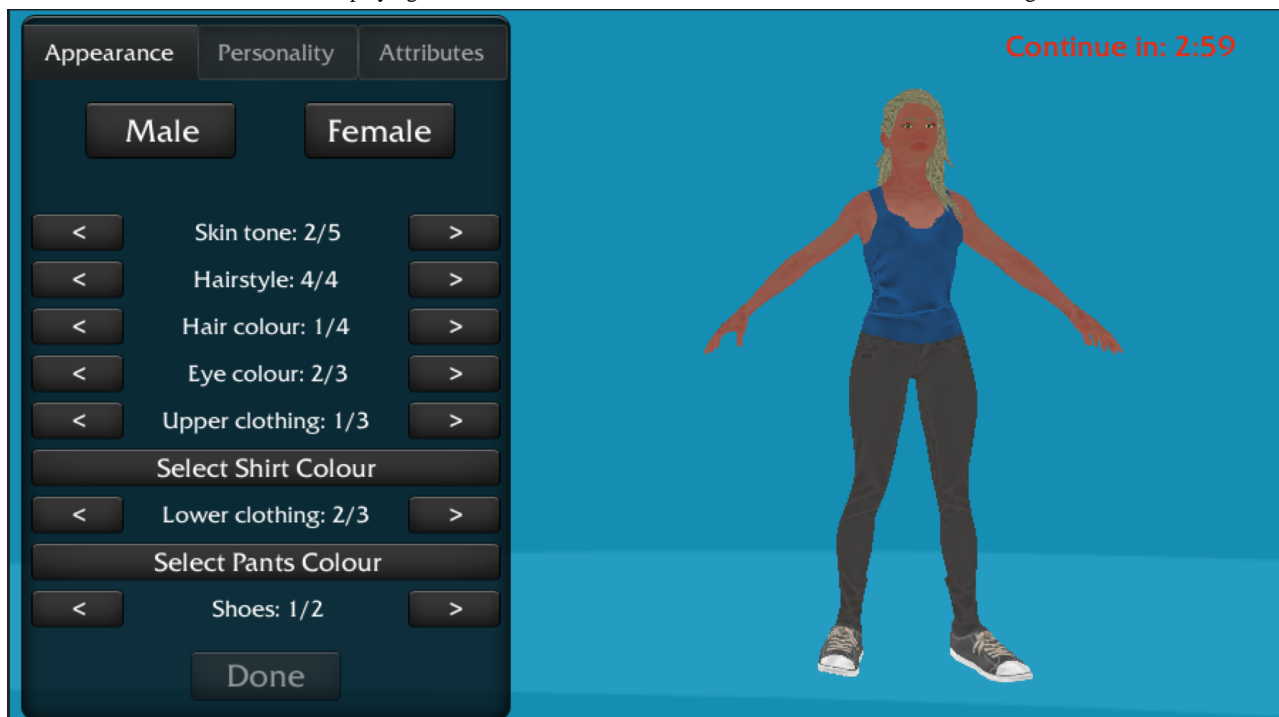 Appearance Personality Attributes
Continue in: 2:59
Male Female
< Skin tone: 2/5 >
< Hairstyle: 4/4 >
< Hair colour: 1/4 >
< Eye colour: 2/3 >
< Upper clothing: 1/3 >
Select Shirt Colour
< Lower clothing: 2/3 >
Select Pants Colour
< Shoes: 1/2 >
Done